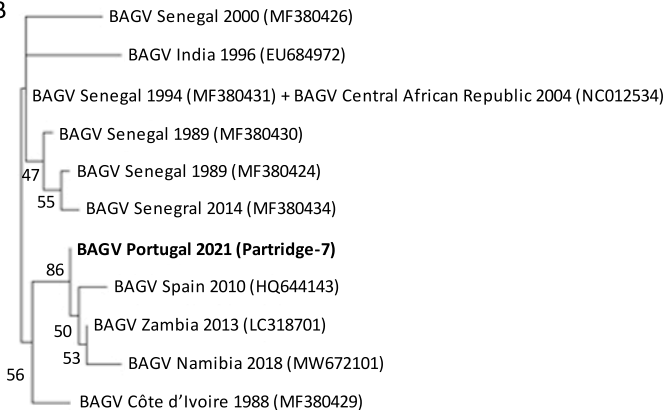 B
BAGV Senegal 2000 (MF380426)
BAGV India 1996 (EU684972)
BAGV Senegal 1994 (MF380431) + BAGV Central African Republic 2004 (NC012534)
BAGV Senegal 1989 (MF380430)
47
BAGV Senegal 1989 (MF380424)
55
BAGV Senegral 2014 (MF380434)
BAGV Portugal 2021 (Partridge-7)
86
BAGV Spain 2010 (HQ644143)
50
BAGV Zambia 2013 (LC318701)
53
BAGV Namibia 2018 (MW672101)
56
BAGV Côte d’Ivoire 1988 (MF380429)